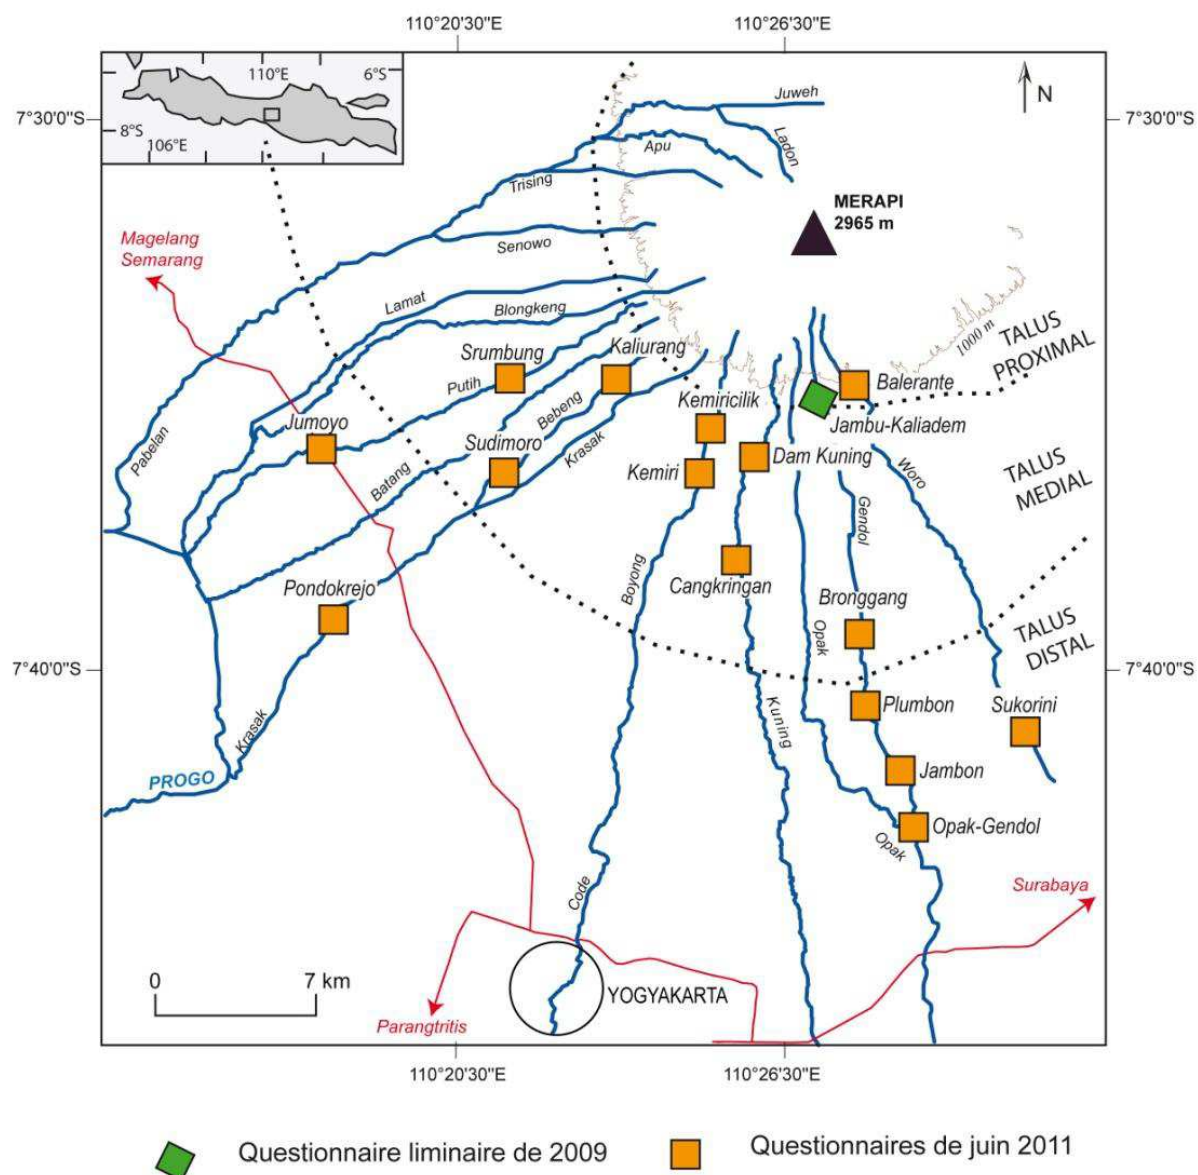 110°20'30"E
110°26'30"E
110°E
6°S
8°S
106°E
N
7°30'0"S
7°30'0"S
Juweh
Ladon
Apu
Trising
MERAPI
2965 m
Magelang
Semarang
Senowo
Lamat
Blongkeng
1000 m
TALUS
PROXIMAL
Srumbung
Kaliurang
Putih
Bebeng
Kemiricilik
Balerante
Jambu-Kaliadem
Jumoyo
Sudimoro
Krasak
Pabelan
Batang
Kemiri
Dam Kuning
Woro
TALUS
MEDIAL
Gendol
Boyong
Cangkringan
Pondokrejo
Bronggang
Opak
TALUS
DISTAL
7°40'0"S
7°40'0"S
Krasak
Kuning
Plumbon
Sukorini
PROGO
Jambon
Opak-Gendol
Opak
Code
Surabaya
0
7 km
YOGYAKARTA
Parangtritis
110°20'30"E
110°26'30"E
Questionnaire liminaire de 2009
Questionnaires de juin 2011